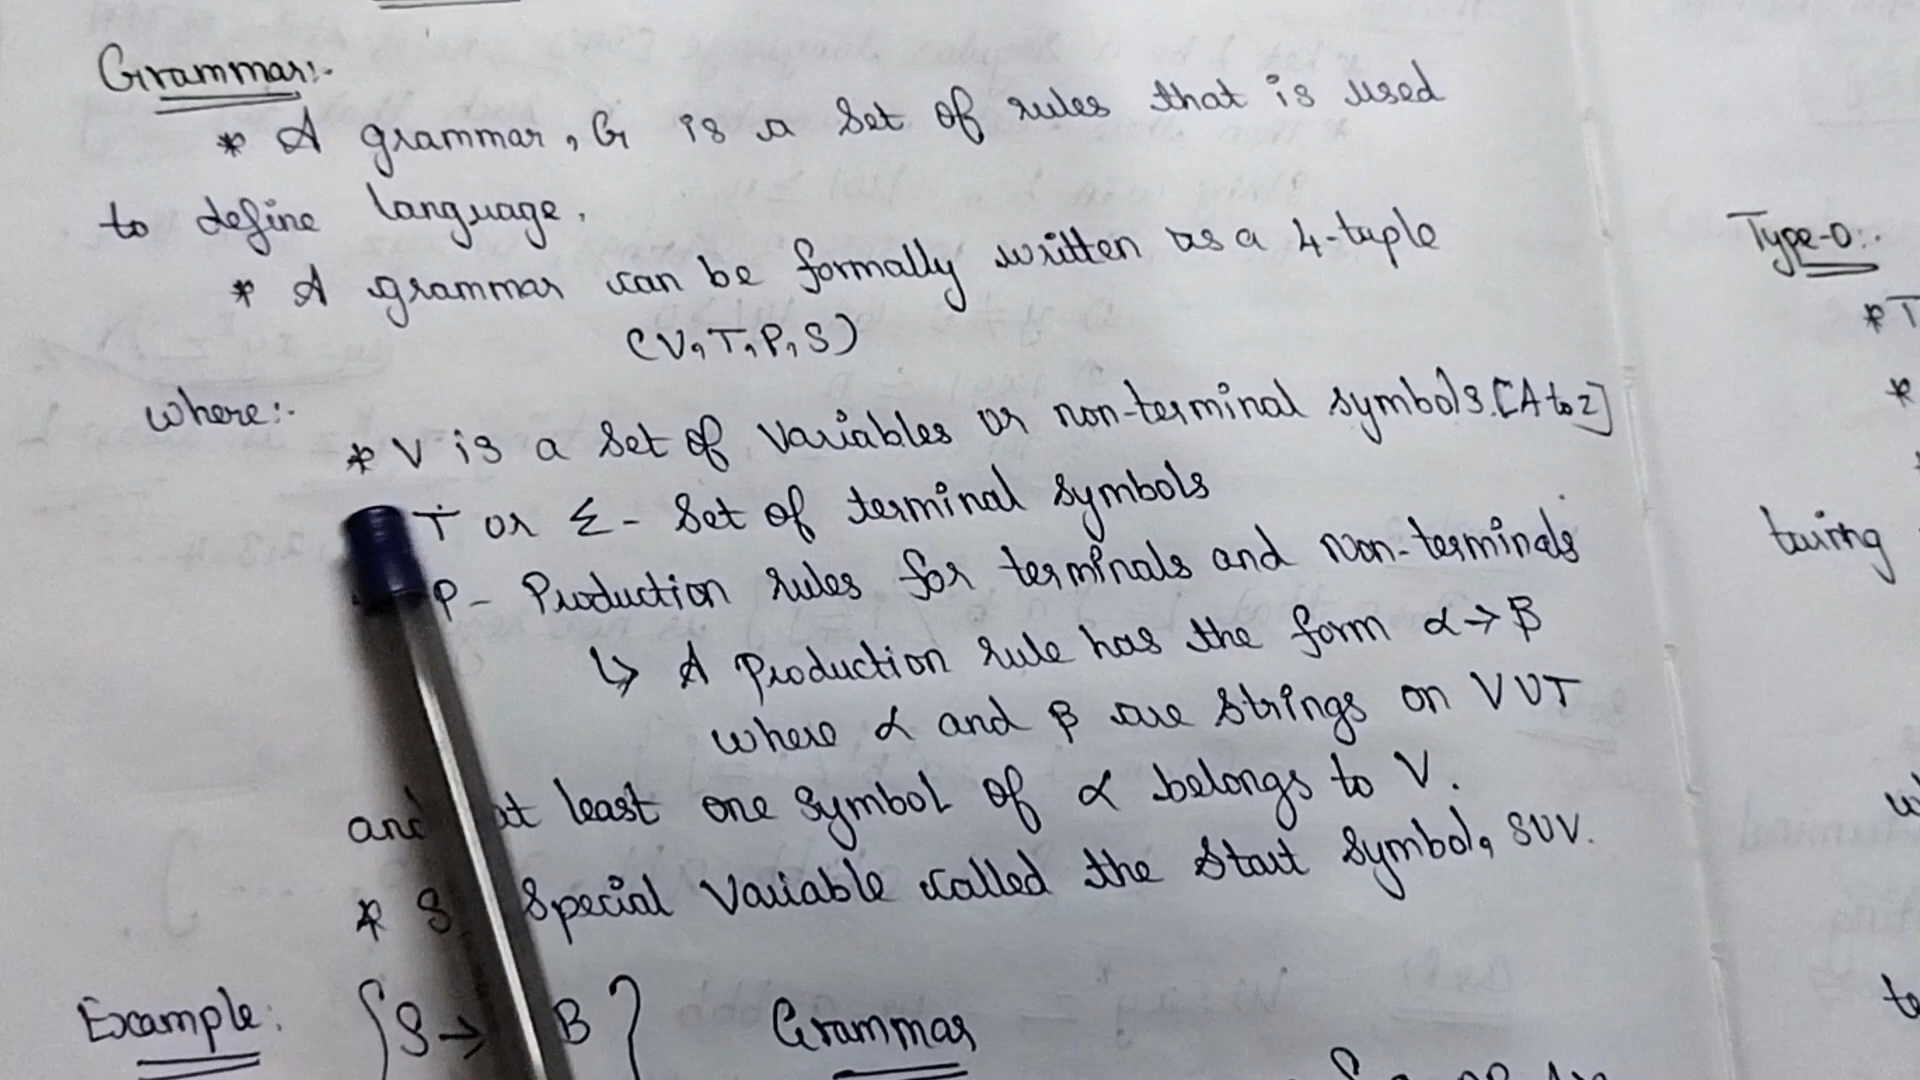 Grammar:-
* A grammar, G is a set of rules that is used
to define language.
* A grammar can be formally written as a 4-tuple
(V, T, P, S)
where:-
* V is a set of variables or non-terminal symbols. [A to Z]
T or Σ - set of terminal symbols
P - Production rules for terminals and non-terminals
↳ A production rule has the form α → β
where α and β are strings on V U T
and at least one symbol of α belongs to V.
* S Special variable called the start symbol, SUV.
Example: { S → B } Grammar
Type-0:-
* T
*
turing